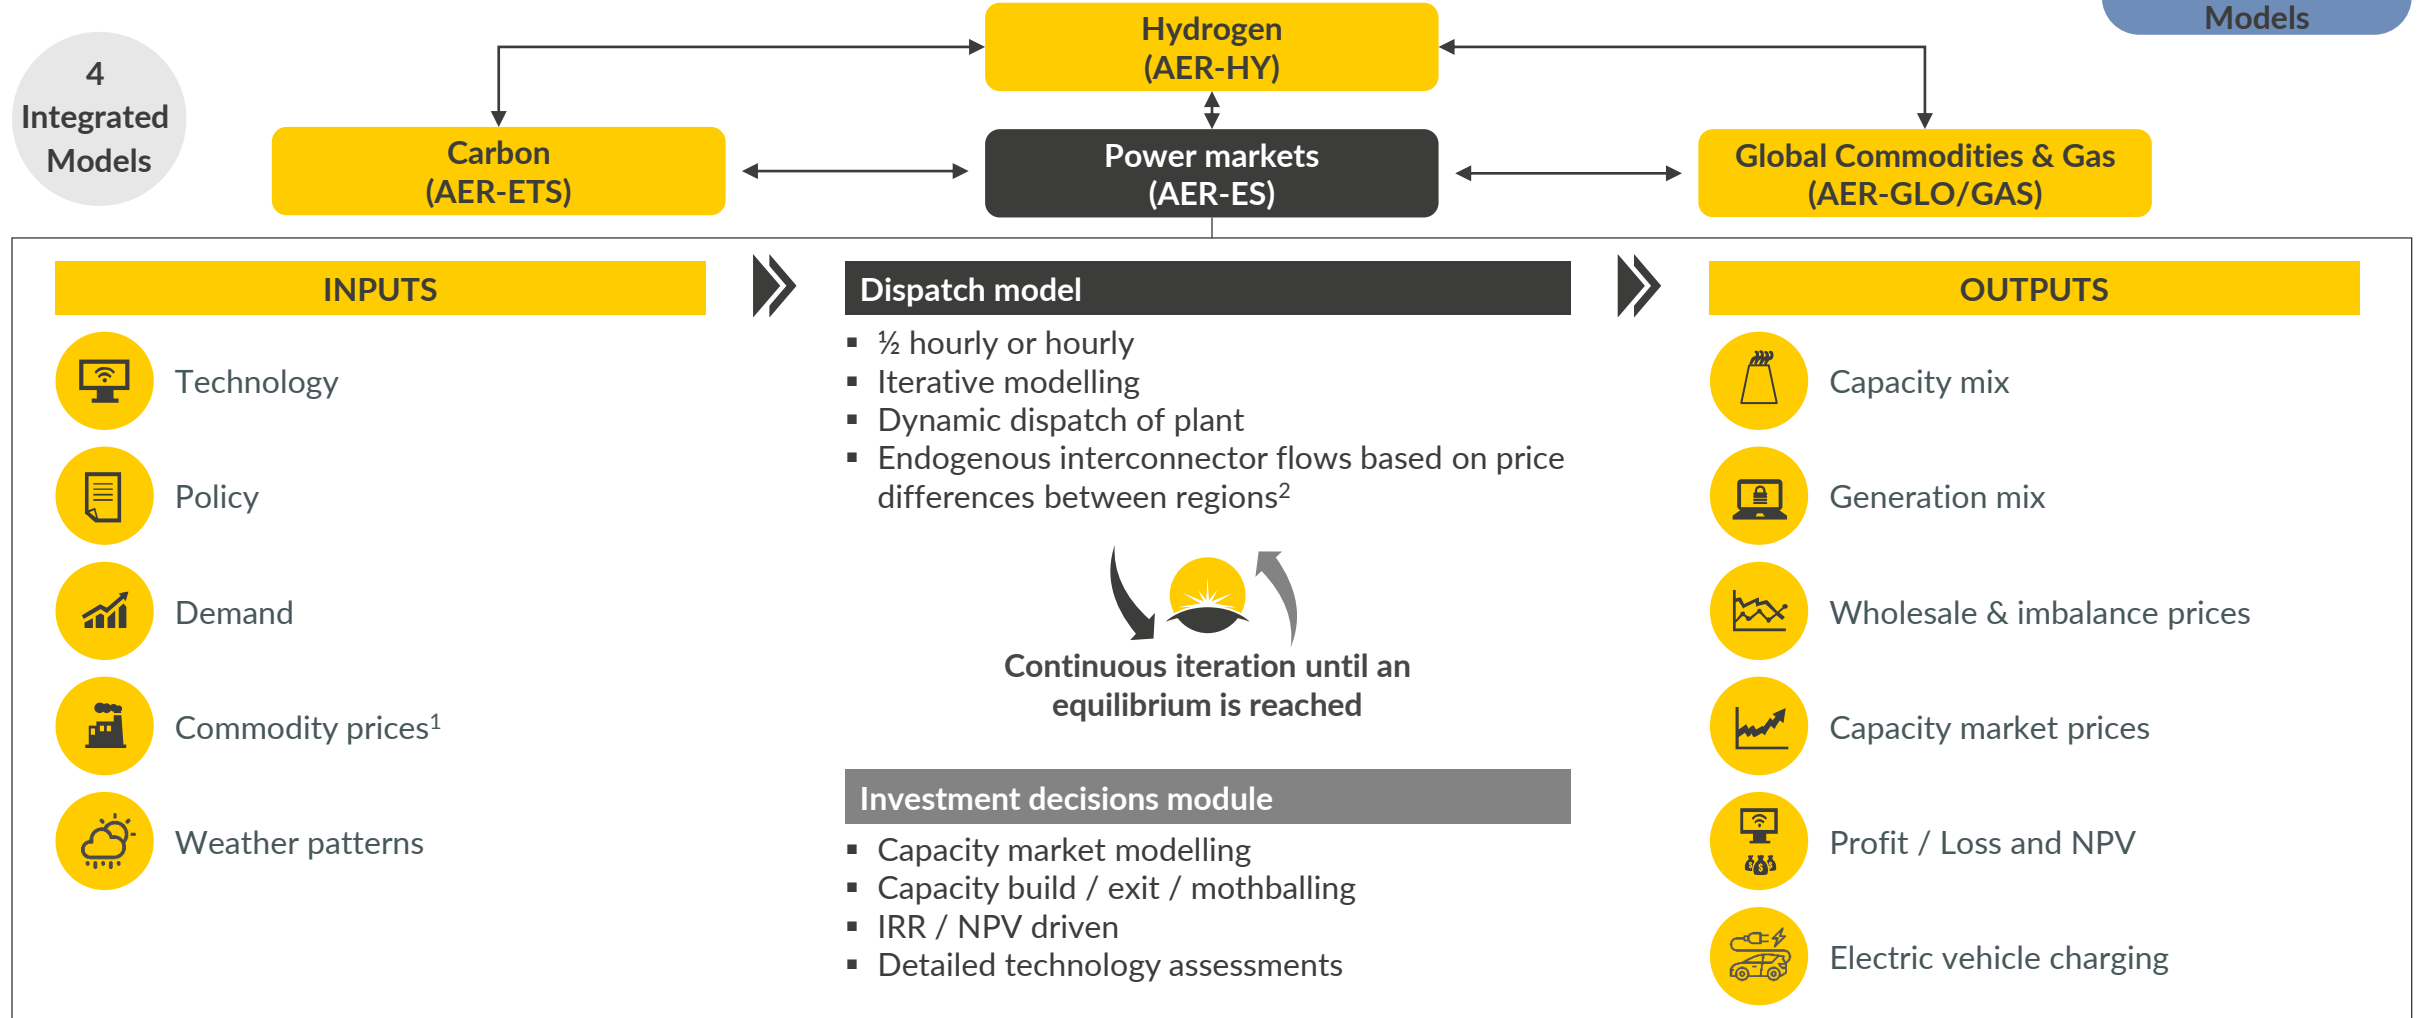 Models
4
Integrated
Models
Hydrogen
(AER-HY)
Carbon
(AER-ETS)
Power markets
(AER-ES)
Global Commodities & Gas
(AER-GLO/GAS)
INPUTS
Technology
Policy
Demand
Commodity prices¹
Weather patterns
Dispatch model
▪ ½ hourly or hourly
▪ Iterative modelling
▪ Dynamic dispatch of plant
▪ Endogenous interconnector flows based on price
differences between regions²
Continuous iteration until an
equilibrium is reached
Investment decisions module
▪ Capacity market modelling
▪ Capacity build / exit / mothballing
▪ IRR / NPV driven
▪ Detailed technology assessments
OUTPUTS
Capacity mix
Generation mix
Wholesale & imbalance prices
Capacity market prices
Profit / Loss and NPV
Electric vehicle charging